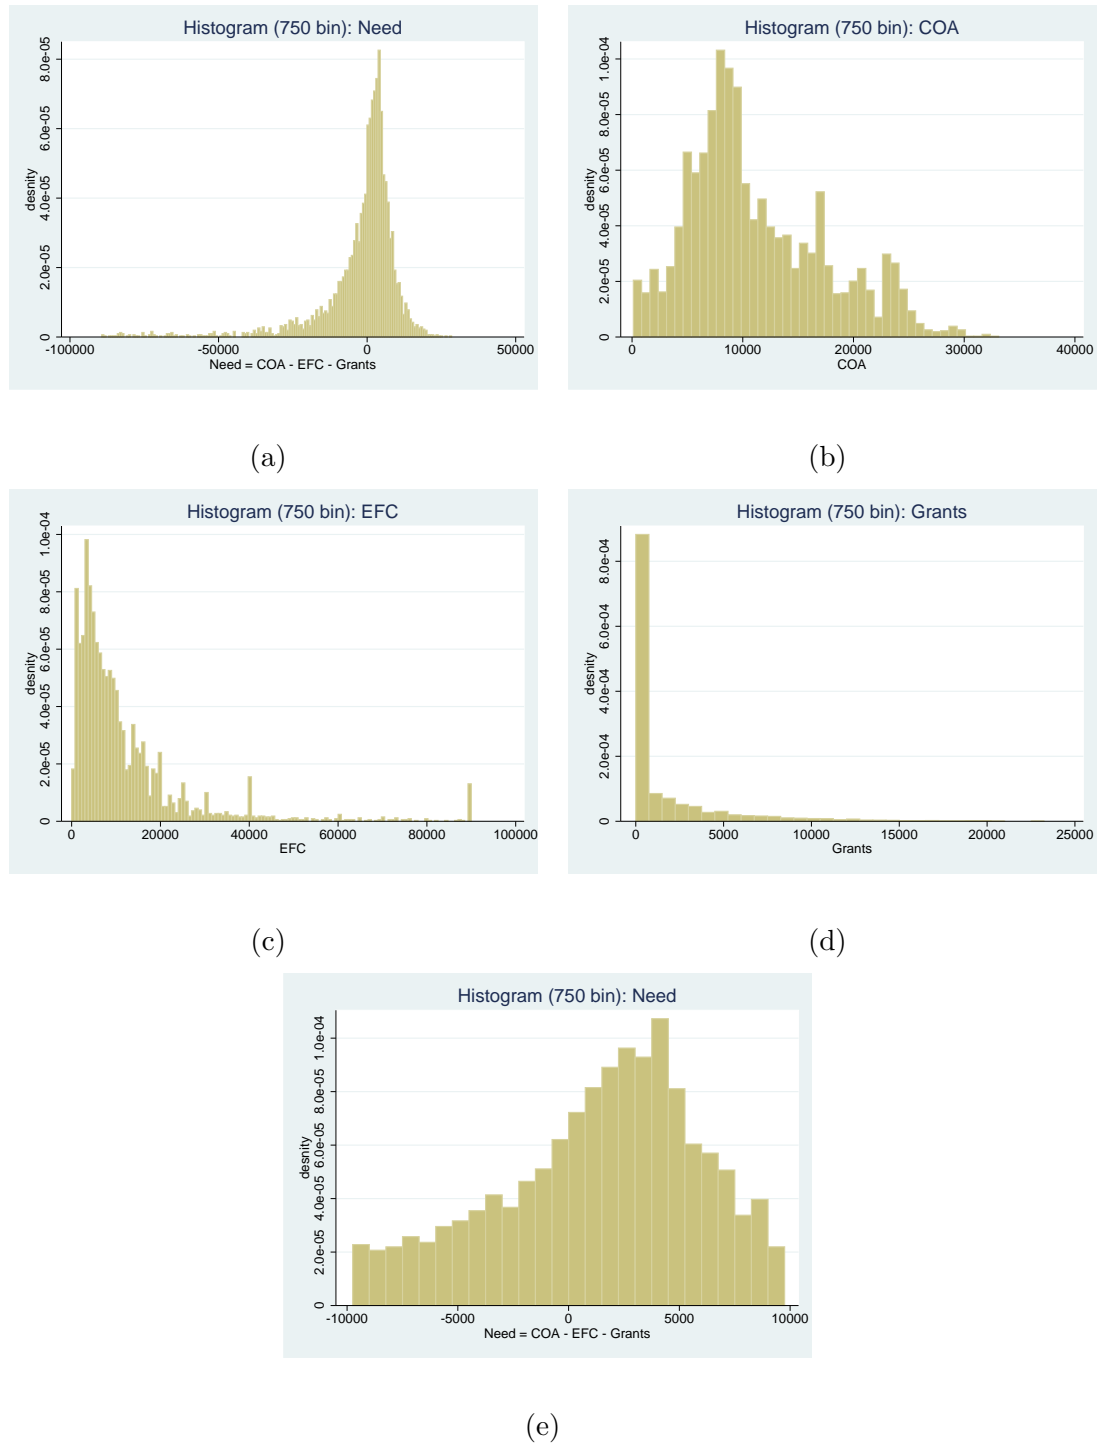 Histogram (750 bin): Need
desnity
0 2.0e-05 4.0e-05 6.0e-05 8.0e-05
-100000 -50000 0 50000
Need = COA - EFC - Grants
(a)
Histogram (750 bin): COA
desnity
0 2.0e-05 4.0e-05 6.0e-05 8.0e-05 1.0e-04
0 10000 20000 30000 40000
COA
(b)
Histogram (750 bin): EFC
desnity
0 2.0e-05 4.0e-05 6.0e-05 8.0e-05 1.0e-04
0 20000 40000 60000 80000 100000
EFC
(c)
Histogram (750 bin): Grants
desnity
0 2.0e-04 4.0e-04 6.0e-04 8.0e-04
0 5000 10000 15000 20000 25000
Grants
(d)
Histogram (750 bin): Need
desnity
0 2.0e-05 4.0e-05 6.0e-05 8.0e-05 1.0e-04
-10000 -5000 0 5000 10000
Need = COA - EFC - Grants
(e)